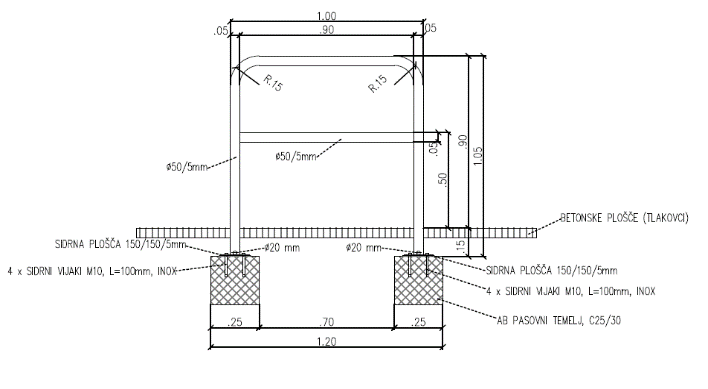 1.00
.05
.90
.05
R.15
R.15
.05
.90
1.05
ø50/5mm
ø50/5mm
.50
BETONSKE PLOŠČE (TLAKOVCI)
SIDRNA PLOŠČA 150/150/5mm
ø20 mm
ø20 mm
.15
4 x SIDRNI VIJAKI M10, L=100mm, INOX
SIDRNA PLOŠČA 150/150/5mm
4 x SIDRNI VIJAKI M10, L=100mm, INOX
AB PASOVNI TEMELJ, C25/30
.25
.70
.25
1.20